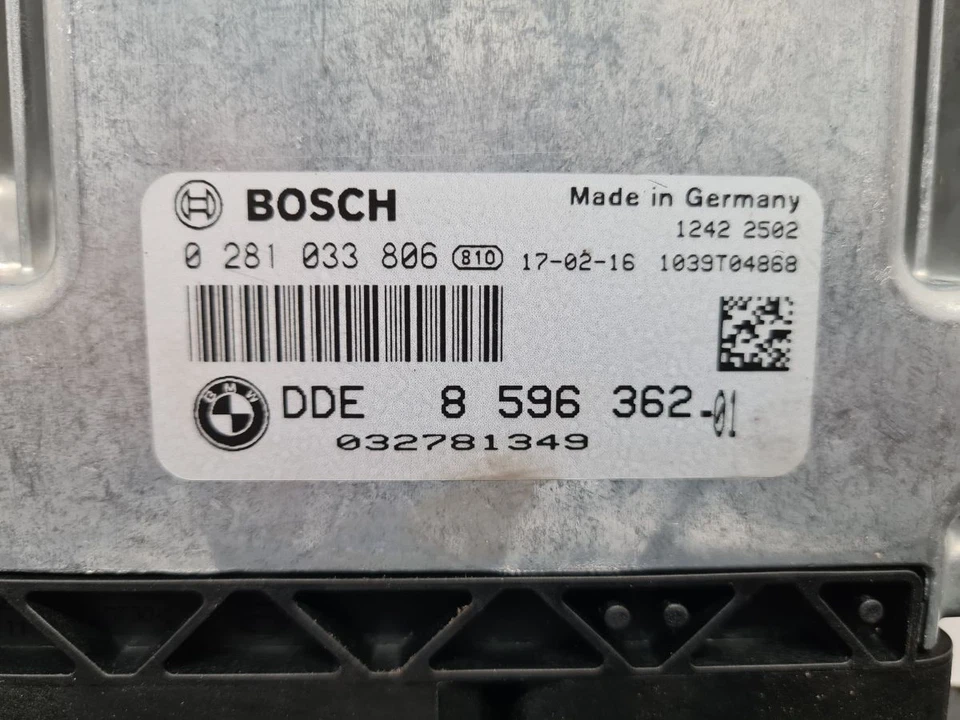 BOSCH
Made in Germany
1242 2502
0 281 033 806 810 17-02-16 1039T04868
BMW
DDE 8 596 362-01
032781349